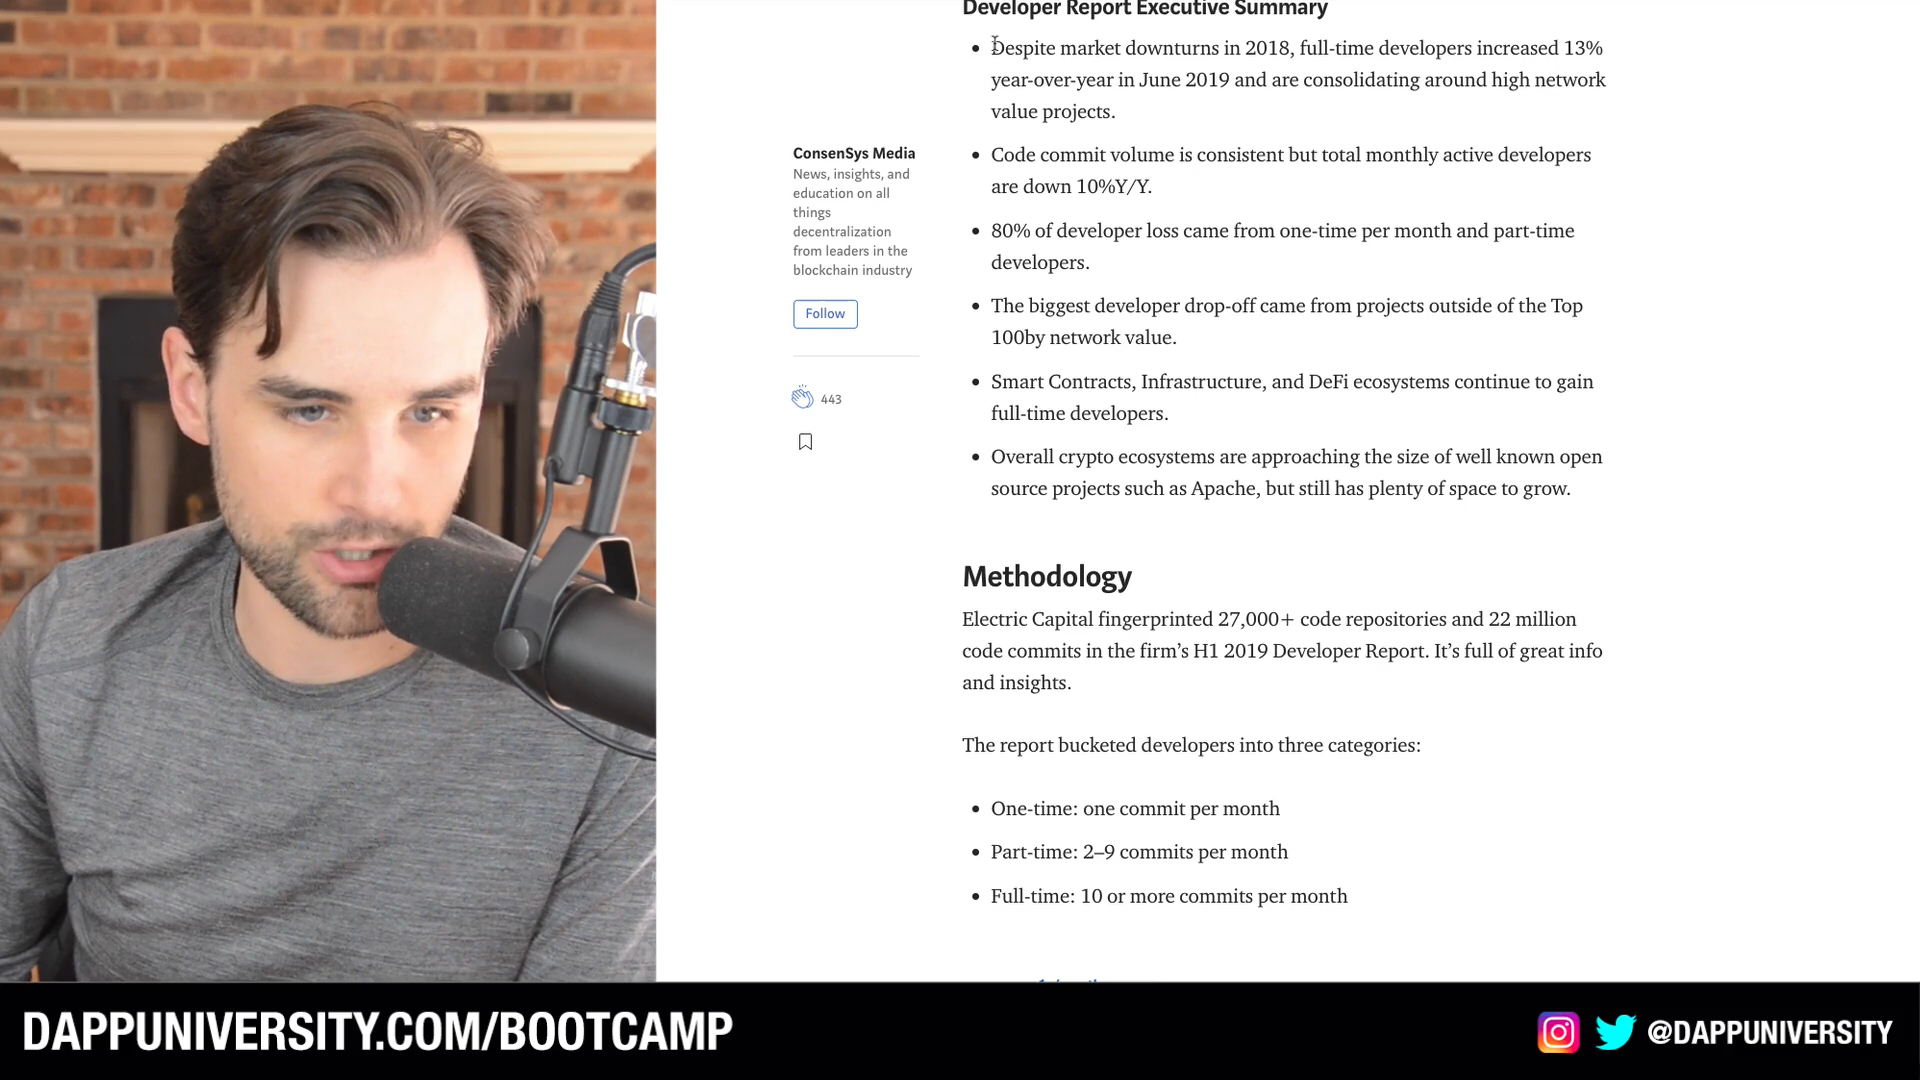 Developer Report Executive Summary
Despite market downturns in 2018, full-time developers increased 13%
year-over-year in June 2019 and are consolidating around high network
value projects.
Code commit volume is consistent but total monthly active developers
are down 10%Y/Y.
80% of developer loss came from one-time per month and part-time
developers.
The biggest developer drop-off came from projects outside of the Top
100by network value.
Smart Contracts, Infrastructure, and DeFi ecosystems continue to gain
full-time developers.
Overall crypto ecosystems are approaching the size of well known open
source projects such as Apache, but still has plenty of space to grow.
ConsenSys Media
News, insights, and
education on all
things
decentralization
from leaders in the
blockchain industry
Follow
443
Methodology
Electric Capital fingerprinted 27,000+ code repositories and 22 million
code commits in the firm’s H1 2019 Developer Report. It’s full of great info
and insights.
The report bucketed developers into three categories:
One-time: one commit per month
Part-time: 2–9 commits per month
Full-time: 10 or more commits per month
DAPPUNIVERSITY.COM/BOOTCAMP
@DAPPUNIVERSITY